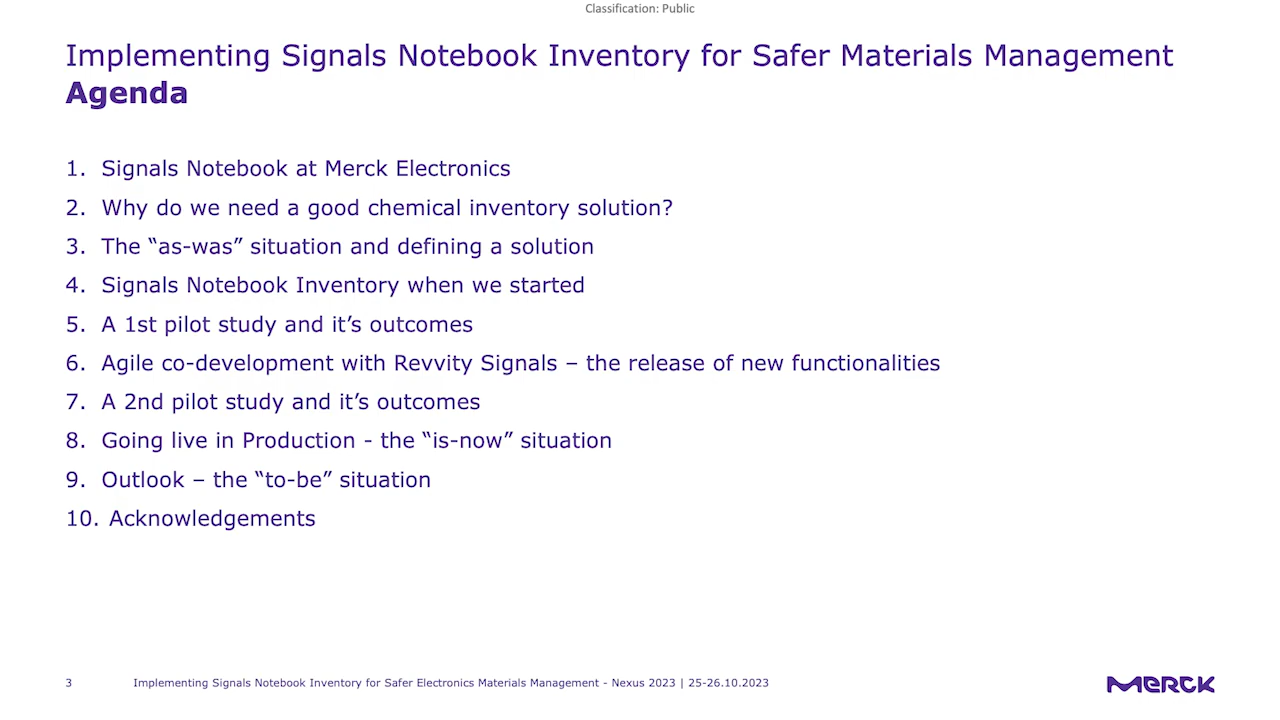 Classification: Public
Implementing Signals Notebook Inventory for Safer Materials Management
Agenda
1. Signals Notebook at Merck Electronics
2. Why do we need a good chemical inventory solution?
3. The “as-was” situation and defining a solution
4. Signals Notebook Inventory when we started
5. A 1st pilot study and it’s outcomes
6. Agile co-development with Revvity Signals – the release of new functionalities
7. A 2nd pilot study and it’s outcomes
8. Going live in Production - the “is-now” situation
9. Outlook – the “to-be” situation
10. Acknowledgements
3 Implementing Signals Notebook Inventory for Safer Electronics Materials Management - Nexus 2023 | 25-26.10.2023
MERCK